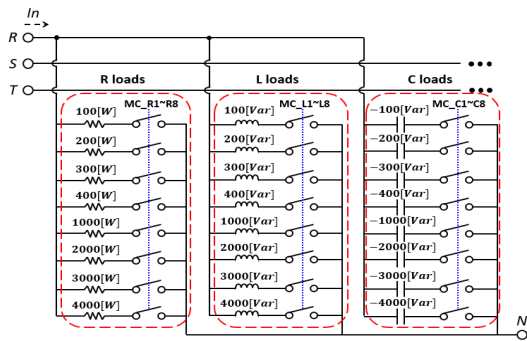 In
R
S
T
R loads
L loads
C loads
MC_R1~R8
MC_L1~L8
MC_C1~C8
100[W]
200[W]
300[W]
400[W]
1000[W]
2000[W]
3000[W]
4000[W]
100[Var]
200[Var]
300[Var]
400[Var]
1000[Var]
2000[Var]
3000[Var]
4000[Var]
−100[Var]
−200[Var]
−300[Var]
−400[Var]
−1000[Var]
−2000[Var]
−3000[Var]
−4000[Var]
N